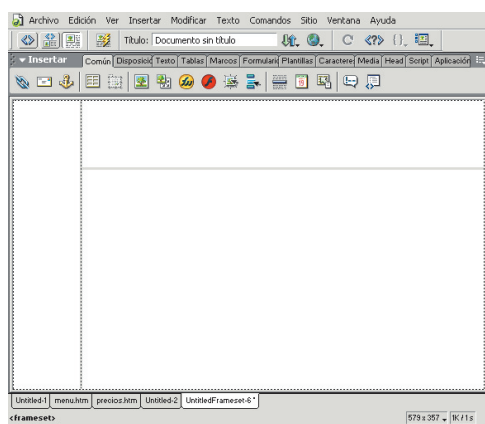 Archivo Edición Ver Insertar Modificar Texto Comandos Sitio Ventana Ayuda
Título: Documento sin título
Insertar Común Disposició Texto Tablas Marcos Formulario Plantillas Caractere Media Head Script Aplicación
Untitled-1 menu.htm precios.htm Untitled-2 UntitledFrameset-6*
<frameset> 579 x 357 1K / 1 s